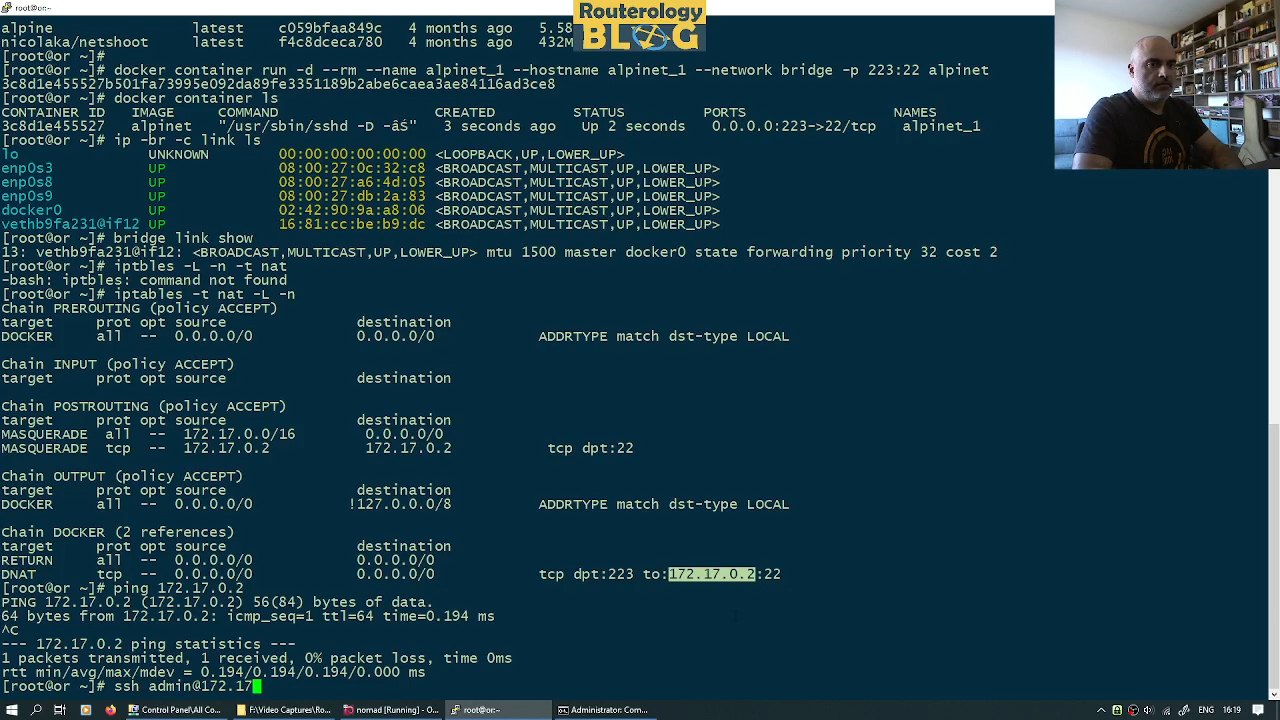 root@or:~
Routerology
BLOG
alpine              latest    c059bfaa849c   4 months ago   5.58
nicolaka/netshoot   latest    f4c8dceca780   4 months ago   432M
[root@or ~]#
[root@or ~]# docker container run -d --rm --name alpinet_1 --hostname alpinet_1 --network bridge -p 223:22 alpinet
3c8d1e455527b501fa73995e092da89fe3351189b2abe6caea3ac84116ad3ce8
[root@or ~]# docker container ls
CONTAINER ID   IMAGE     COMMAND                  CREATED         STATUS         PORTS                 NAMES
3c8d1e455527   alpinet   "/usr/sbin/sshd -D -âŚ"   3 seconds ago   Up 2 seconds   0.0.0.0:223->22/tcp   alpinet_1
[root@or ~]# ip -br -c link ls
lo               UNKNOWN        00:00:00:00:00:00 <LOOPBACK,UP,LOWER_UP>
enp0s3           UP             08:00:27:0c:32:c8 <BROADCAST,MULTICAST,UP,LOWER_UP>
enp0s8           UP             08:00:27:a6:4d:05 <BROADCAST,MULTICAST,UP,LOWER_UP>
enp0s9           UP             08:00:27:db:2a:83 <BROADCAST,MULTICAST,UP,LOWER_UP>
docker0          UP             02:42:90:9a:a8:06 <BROADCAST,MULTICAST,UP,LOWER_UP>
vethb9fa231@if12 UP             16:81:cc:be:b9:dc <BROADCAST,MULTICAST,UP,LOWER_UP>
[root@or ~]# bridge link show
13: vethb9fa231@if12: <BROADCAST,MULTICAST,UP,LOWER_UP> mtu 1500 master docker0 state forwarding priority 32 cost 2
[root@or ~]# iptbles -L -n -t nat
-bash: iptbles: command not found
[root@or ~]# iptables -t nat -L -n
Chain PREROUTING (policy ACCEPT)
target     prot opt source               destination
DOCKER     all  --  0.0.0.0/0            0.0.0.0/0            ADDRTYPE match dst-type LOCAL
Chain INPUT (policy ACCEPT)
target     prot opt source               destination
Chain POSTROUTING (policy ACCEPT)
target     prot opt source               destination
MASQUERADE  all  --  172.17.0.0/16        0.0.0.0/0
MASQUERADE  tcp  --  172.17.0.2           172.17.0.2           tcp dpt:22
Chain OUTPUT (policy ACCEPT)
target     prot opt source               destination
DOCKER     all  --  0.0.0.0/0           !127.0.0.0/8          ADDRTYPE match dst-type LOCAL
Chain DOCKER (2 references)
target     prot opt source               destination
RETURN     all  --  0.0.0.0/0            0.0.0.0/0
DNAT       tcp  --  0.0.0.0/0            0.0.0.0/0            tcp dpt:223 to:172.17.0.2:22
[root@or ~]# ping 172.17.0.2
PING 172.17.0.2 (172.17.0.2) 56(84) bytes of data.
64 bytes from 172.17.0.2: icmp_seq=1 ttl=64 time=0.194 ms
^C
--- 172.17.0.2 ping statistics ---
1 packets transmitted, 1 received, 0% packet loss, time 0ms
rtt min/avg/max/mdev = 0.194/0.194/0.194/0.000 ms
[root@or ~]# ssh admin@172.17
Control Panel\All Co...
F:\Video Captures\Ro...
nomad [Running] - O...
root@or:~
Administrator: Com...
ENG
16:19